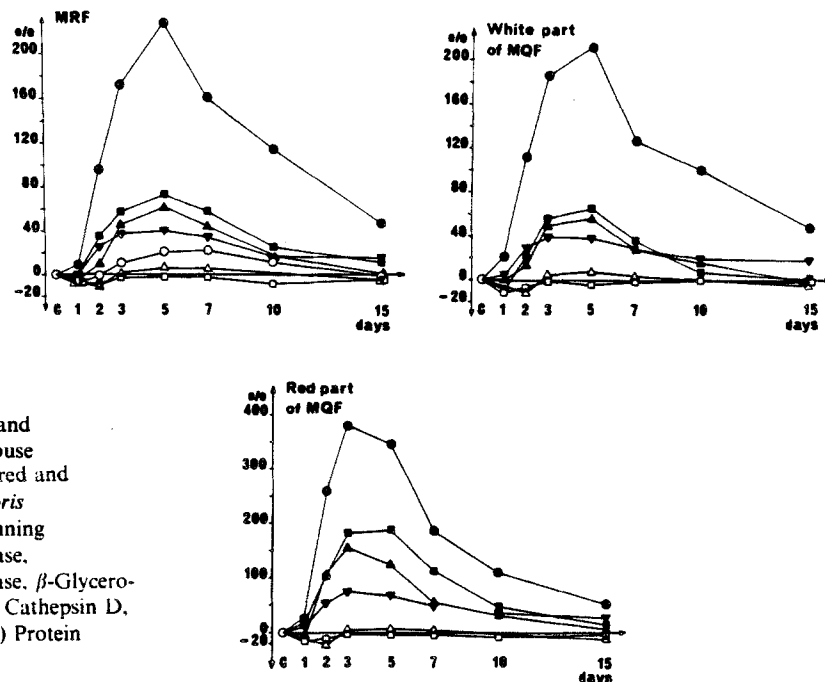 MRF
o/o
200
160
120
80
40
0
-20
C 1 2 3 5 7 10 15
days
White part
of MQF
o/o
200
160
120
80
40
0
-20
C 1 2 3 5 7 10 15
days
Red part
of MQF
o/o
400
300
200
100
0
-20
C 1 2 3 5 7 10 15
days
and
ouse
red and
oris
nning
ase,
ase, β-Glycero-
Cathepsin D,
) Protein